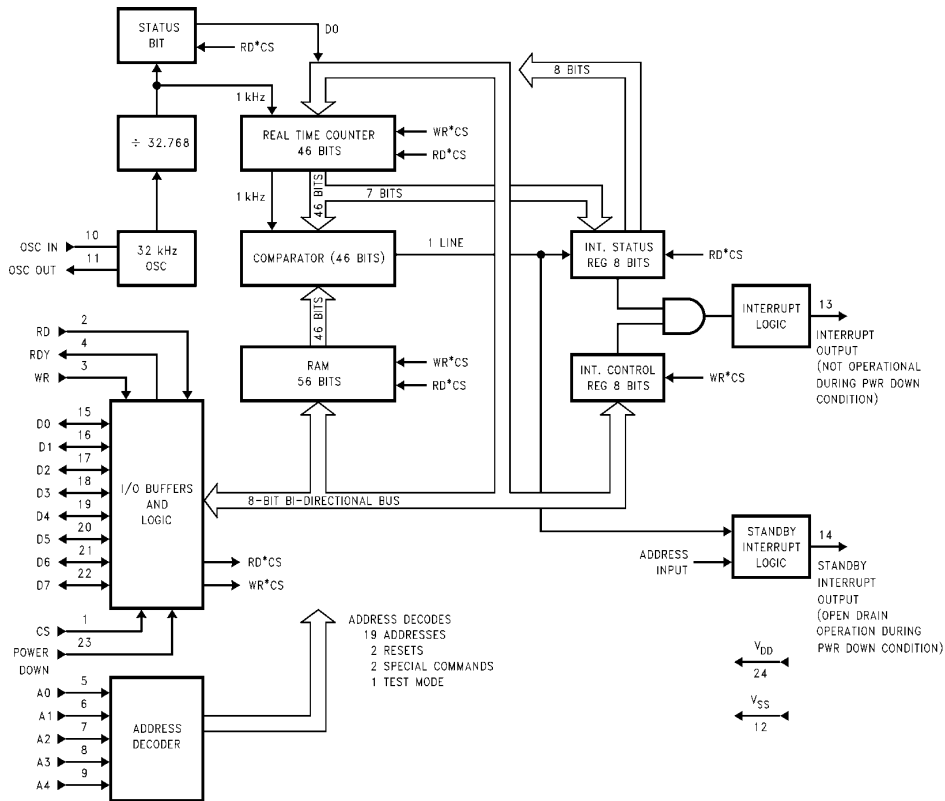 STATUS
BIT
D0
RD*CS
8 BITS
1 kHz
÷ 32.768
REAL TIME COUNTER
46 BITS
WR*CS
RD*CS
1 kHz
46 BITS
7 BITS
OSC IN
10
OSC OUT
11
32 kHz
OSC
COMPARATOR (46 BITS)
1 LINE
INT. STATUS
REG 8 BITS
RD*CS
46 BITS
INTERRUPT
LOGIC
13
INTERRUPT
OUTPUT
(NOT OPERATIONAL
DURING PWR DOWN
CONDITION)
RD
2
RDY
4
WR
3
RAM
56 BITS
WR*CS
RD*CS
INT. CONTROL
REG 8 BITS
WR*CS
D0
15
D1
16
D2
17
D3
18
D4
19
D5
20
D6
21
D7
22
I/O BUFFERS
AND
LOGIC
8-BIT BI-DIRECTIONAL BUS
RD*CS
WR*CS
ADDRESS
INPUT
STANDBY
INTERRUPT
LOGIC
14
STANDBY
INTERRUPT
OUTPUT
(OPEN DRAIN
OPERATION DURING
PWR DOWN CONDITION)
CS
1
POWER
DOWN
23
ADDRESS DECODES
19 ADDRESSES
2 RESETS
2 SPECIAL COMMANDS
1 TEST MODE
VDD
24
VSS
12
A0
5
A1
6
A2
7
A3
8
A4
9
ADDRESS
DECODER